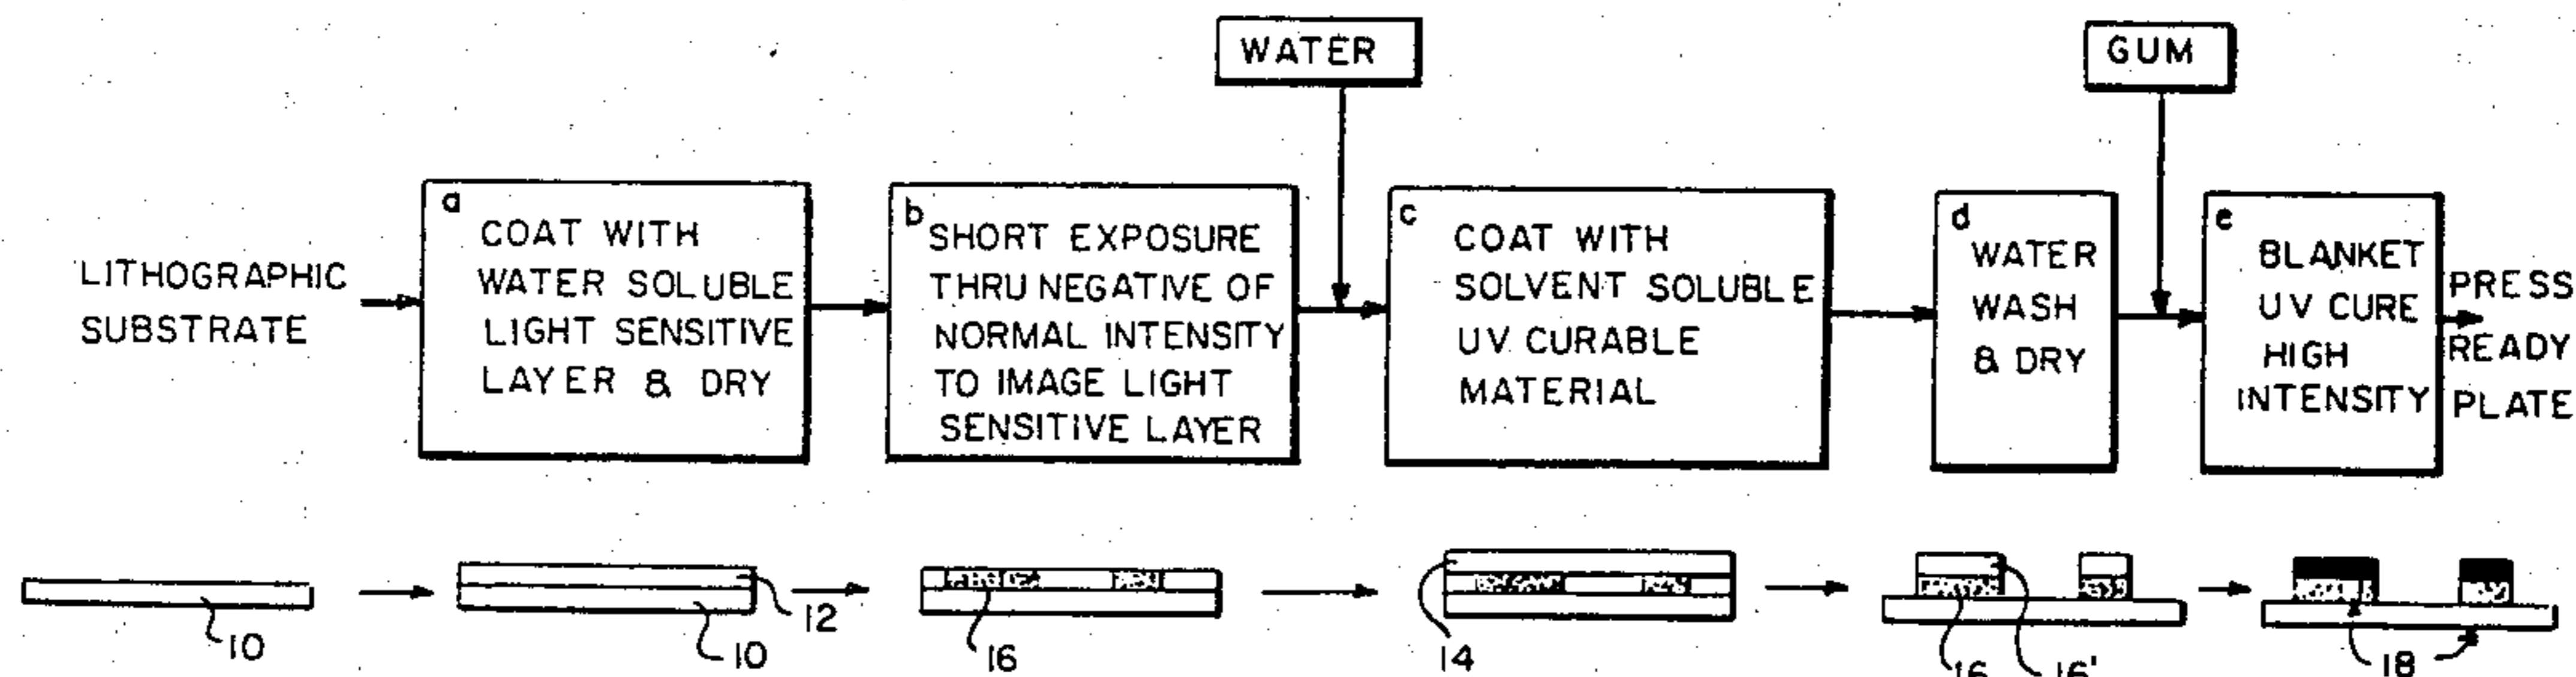 WATER
GUM
LITHOGRAPHIC
SUBSTRATE
a
COAT WITH
WATER SOLUBLE
LIGHT SENSITIVE
LAYER & DRY
b
SHORT EXPOSURE
THRU NEGATIVE OF
NORMAL INTENSITY
TO IMAGE LIGHT
SENSITIVE LAYER
c
COAT WITH
SOLVENT SOLUBLE
UV CURABLE
MATERIAL
d
WATER
WASH
& DRY
e
BLANKET
UV CURE
HIGH
INTENSITY
PRESS
READY
PLATE
10
10
12
16
14
16
16'
18